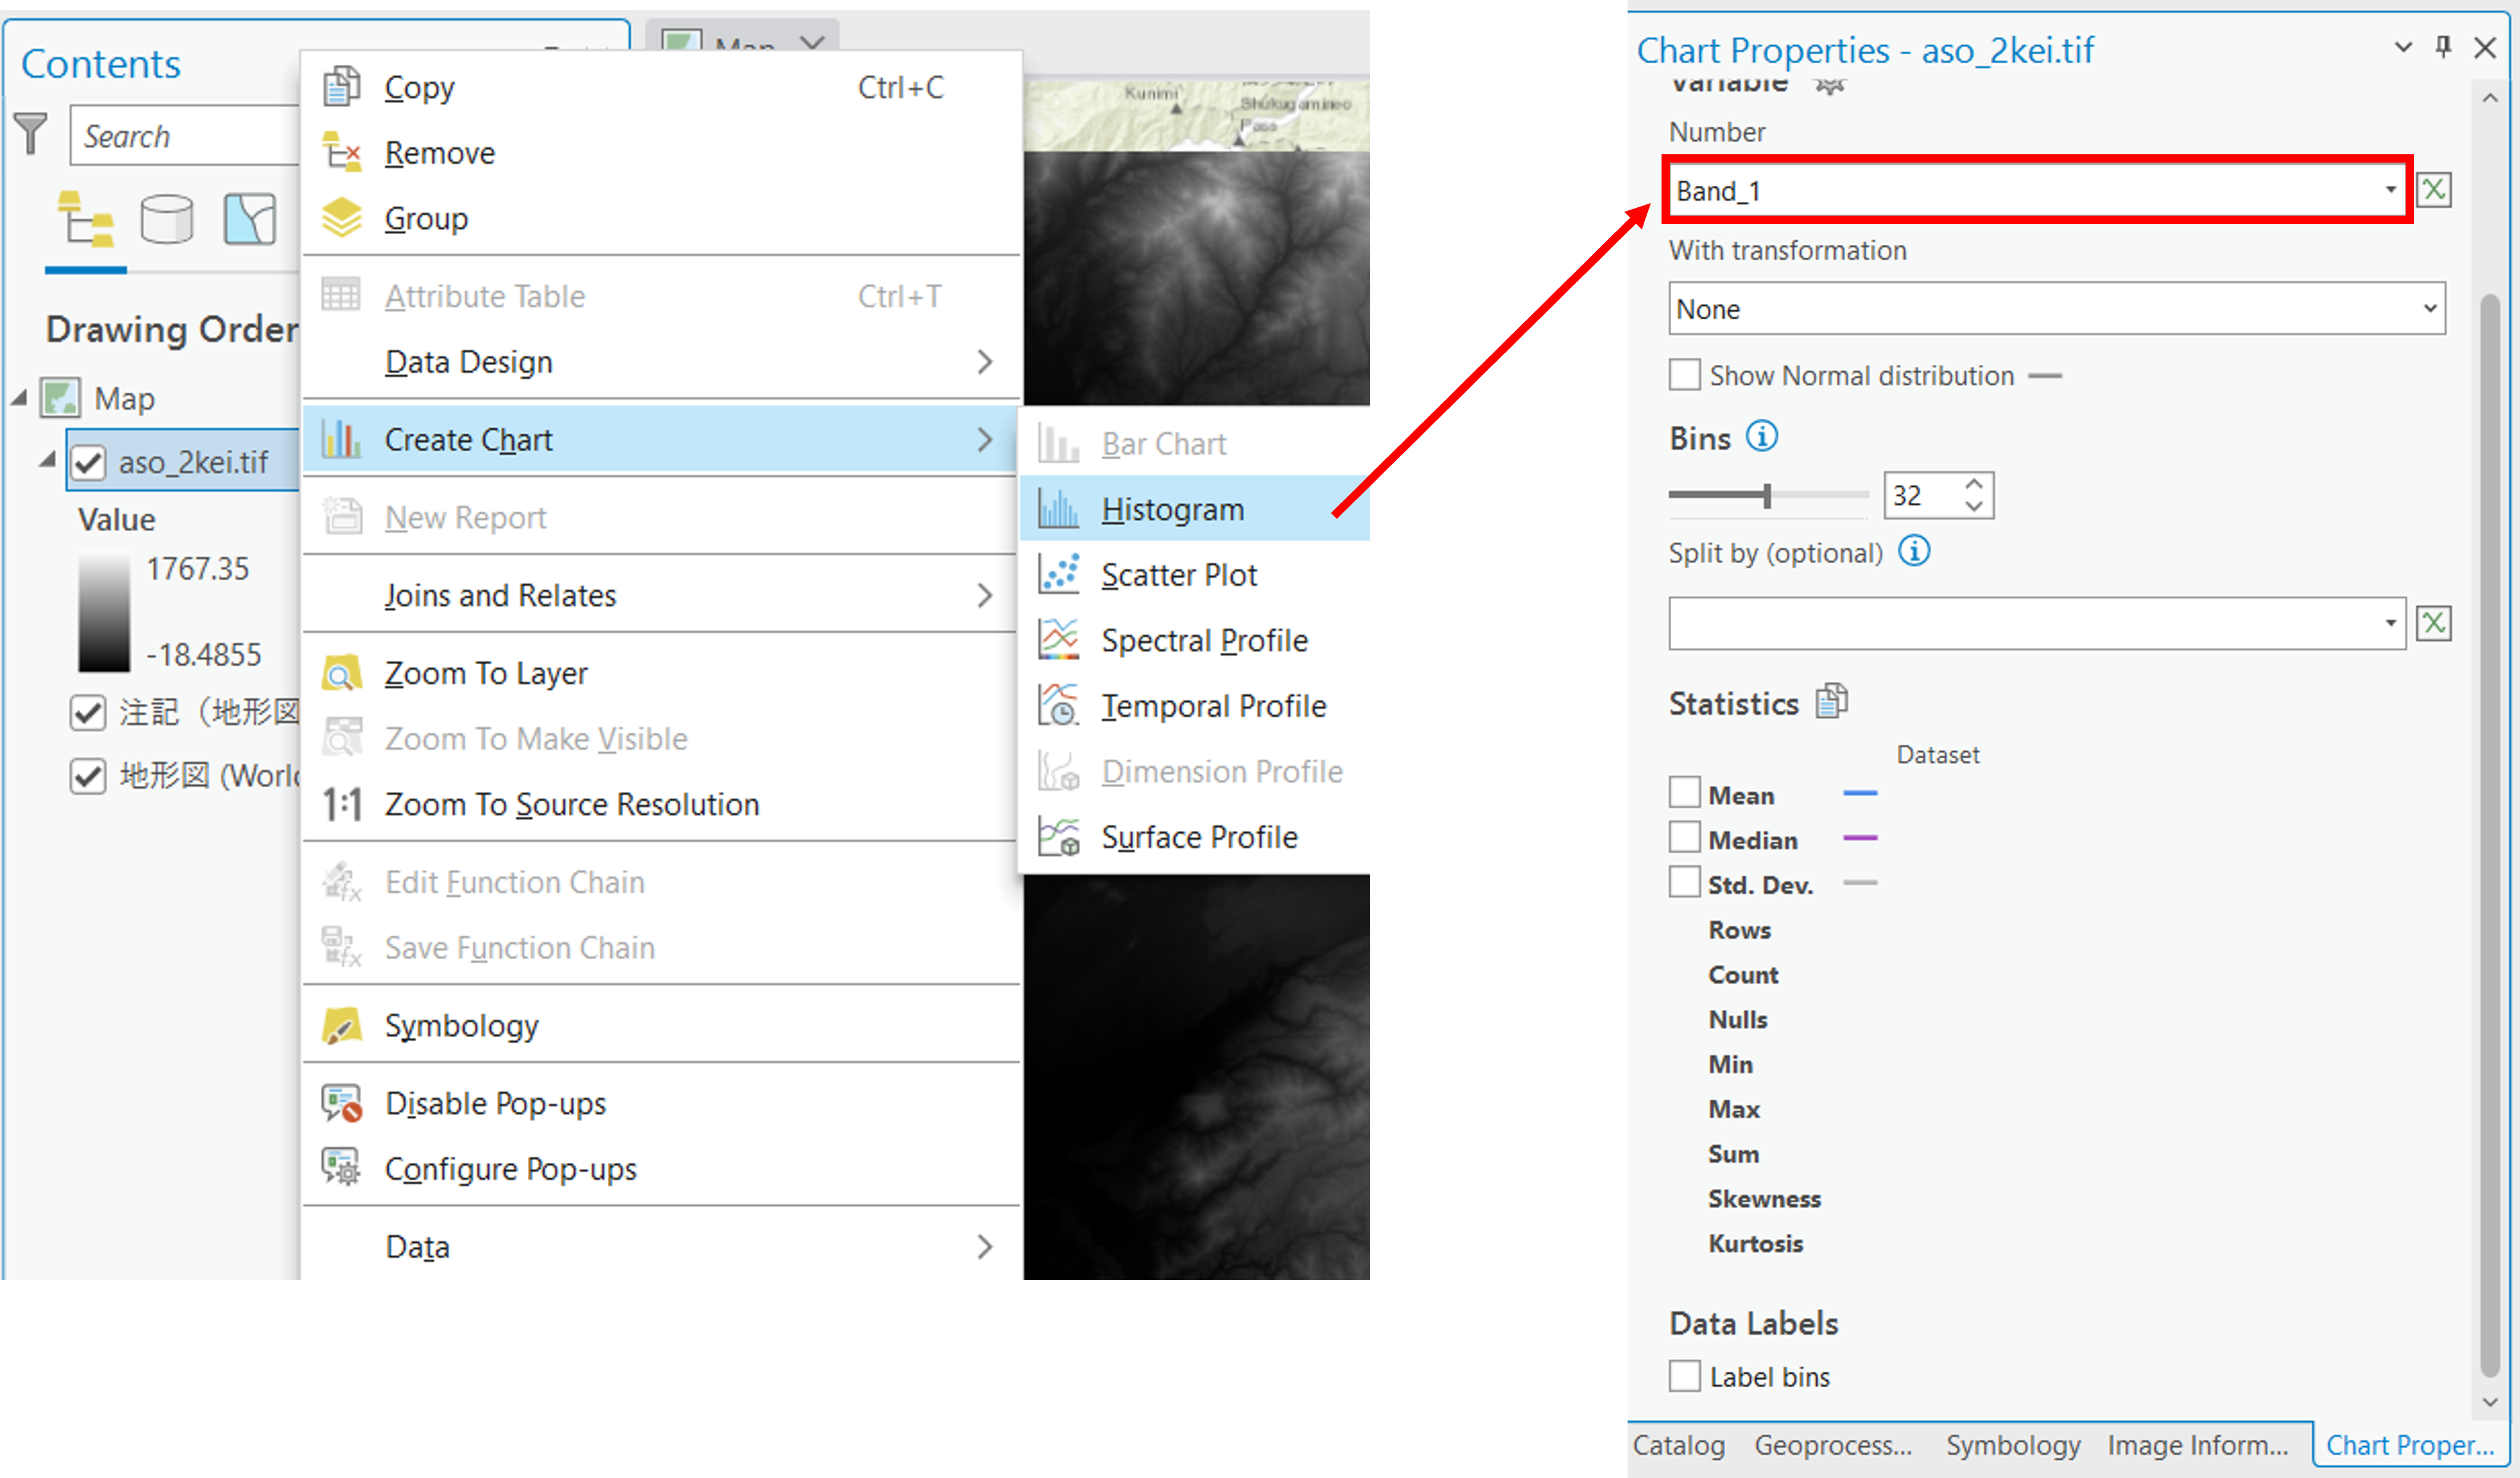 Contents
Search
Drawing Order
Map
aso_2kei.tif
Value
1767.35
-18.4855
注記（地形図
地形図 (World
Map
Copy Ctrl+C
Remove
Group
Attribute Table Ctrl+T
Data Design
Create Chart
New Report
Joins and Relates
Zoom To Layer
Zoom To Make Visible
1:1 Zoom To Source Resolution
Edit Function Chain
Save Function Chain
Symbology
Disable Pop-ups
Configure Pop-ups
Data
Kunimi
Shukugamineo
Pass
Bar Chart
Histogram
Scatter Plot
Spectral Profile
Temporal Profile
Dimension Profile
Surface Profile
Chart Properties - aso_2kei.tif
Variable
Number
Band_1
With transformation
None
Show Normal distribution
Bins
32
Split by (optional)
Statistics
Dataset
Mean
Median
Std. Dev.
Rows
Count
Nulls
Min
Max
Sum
Skewness
Kurtosis
Data Labels
Label bins
Catalog Geoprocess... Symbology Image Inform... Chart Proper...